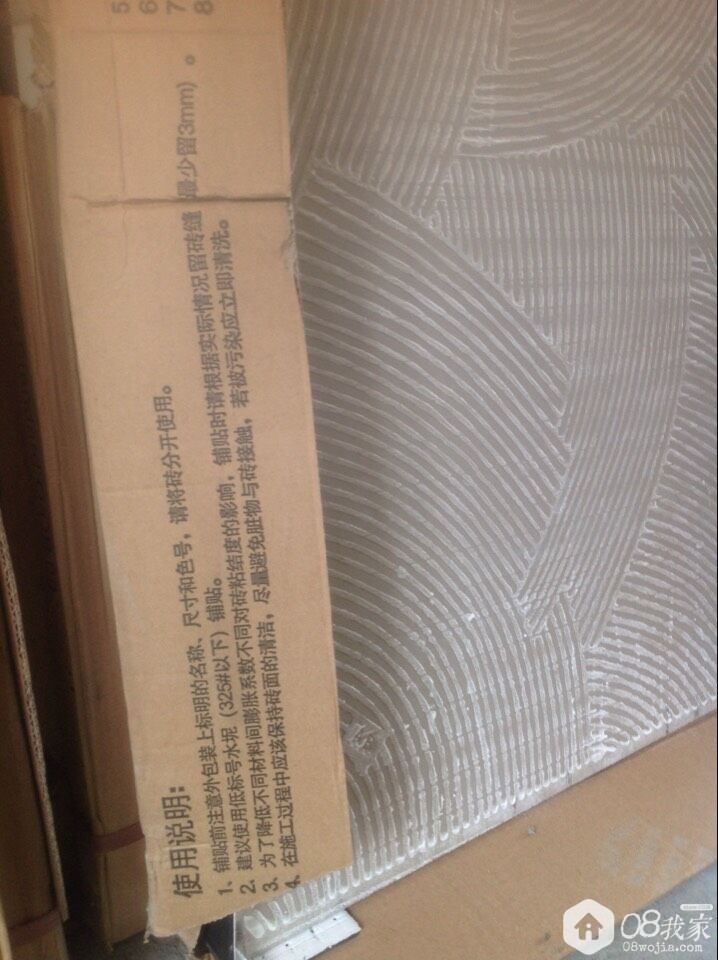 使用说明:
1、铺贴前注意外包装上标明的名称、尺寸和色号，请将砖分开使用。
2、建议使用低标号水坭（325#以下）铺贴。
3、为了降低不同材料间膨胀系数不同对砖粘结度的影响，铺贴时请根据实际情况留砖缝 最少留3mm）。
4、在施工过程中应该保持砖面的清洁，尽量避免脏物与砖接触，若被污染应立即清洗。
5
6
7
8
08我家
08wojia.com